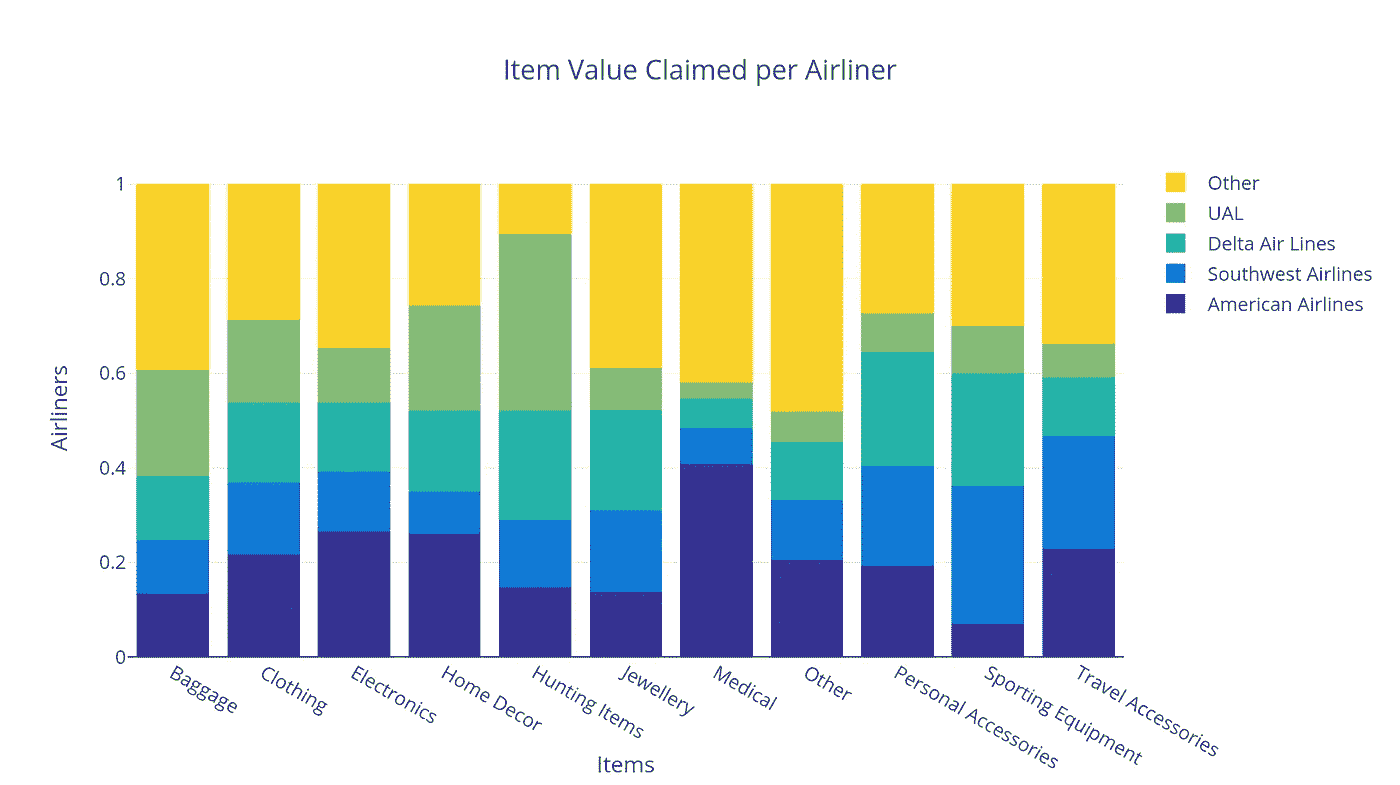 Item Value Claimed per Airliner
1
0.8
0.6
0.4
0.2
0
Airliners
Baggage
Clothing
Electronics
Home Decor
Hunting Items
Jewellery
Medical
Other
Personal Accessories
Sporting Equipment
Travel Accessories
Items
Other
UAL
Delta Air Lines
Southwest Airlines
American Airlines